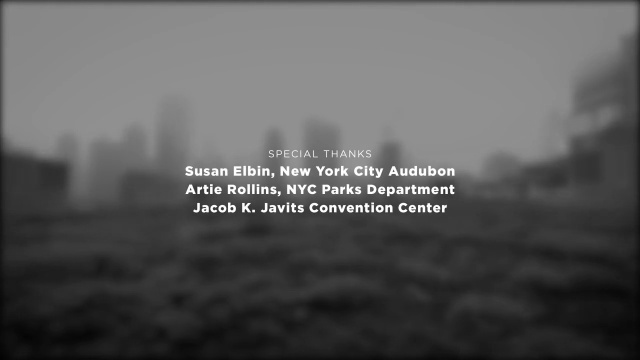 SPECIAL THANKS
Susan Elbin, New York City Audubon
Artie Rollins, NYC Parks Department
Jacob K. Javits Convention Center